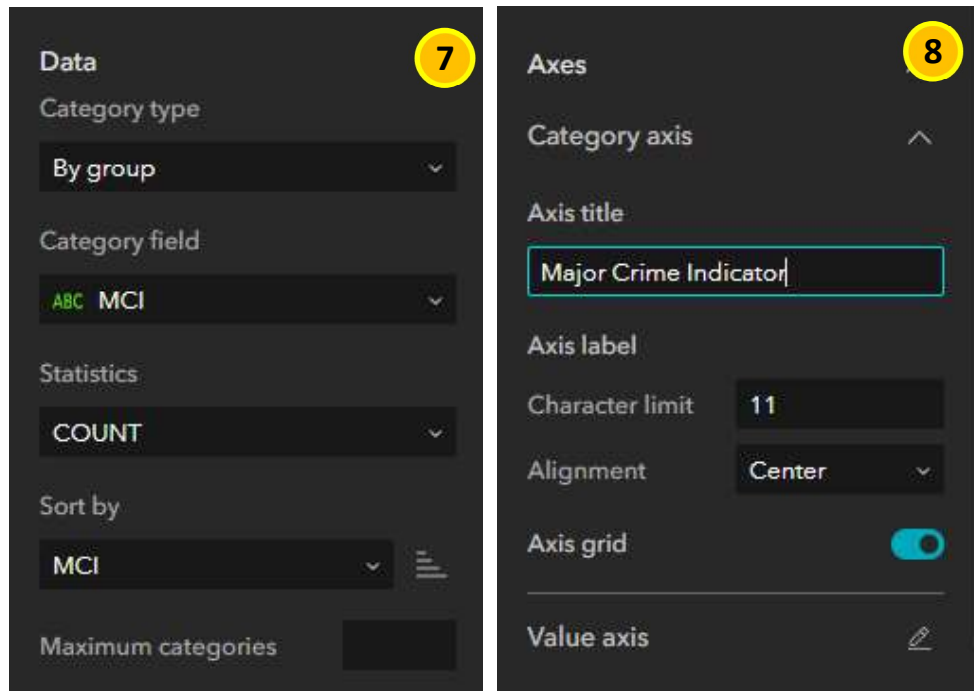 7
Data
Category type
By group
Category field
ABC MCI
Statistics
COUNT
Sort by
MCI
Maximum categories
8
Axes
Category axis
Axis title
Major Crime Indicator
Axis label
Character limit 11
Alignment Center
Axis grid
Value axis